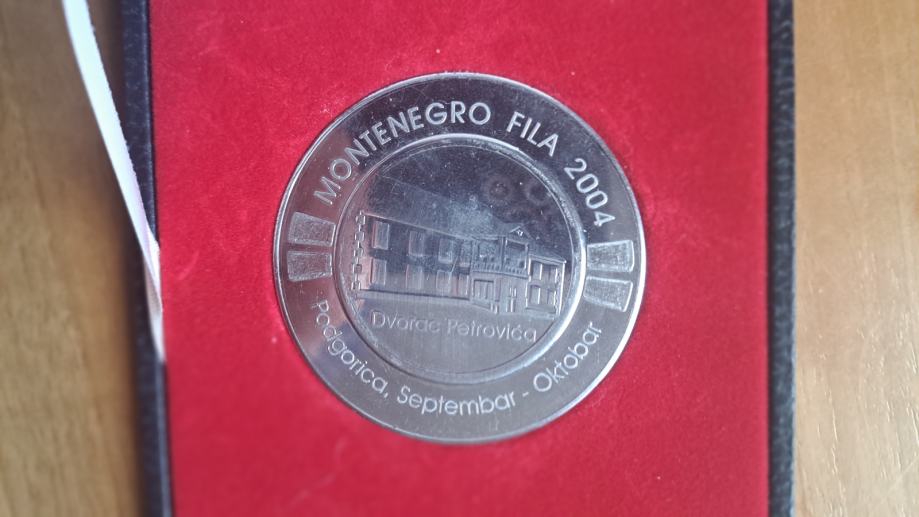 MONTENEGRO FILA 2004
Dvorac Petrovića
Podgorica, Septembar - Oktobar